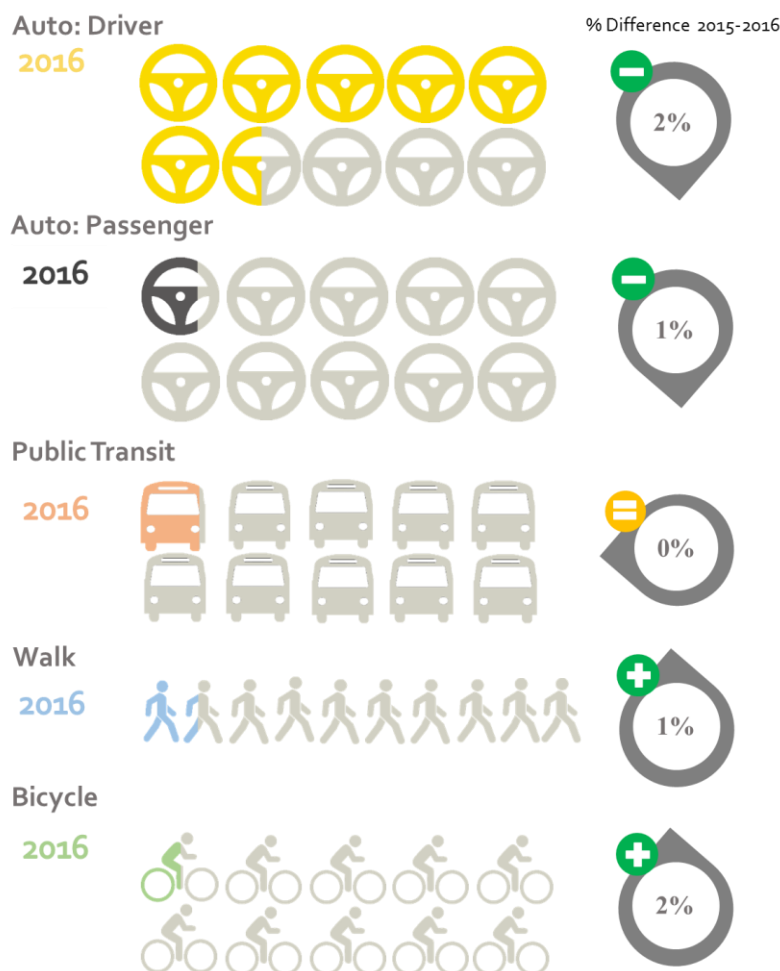 Auto: Driver
% Difference 2015-2016
2016
2%
Auto: Passenger
2016
1%
Public Transit
2016
0%
Walk
2016
1%
Bicycle
2016
2%